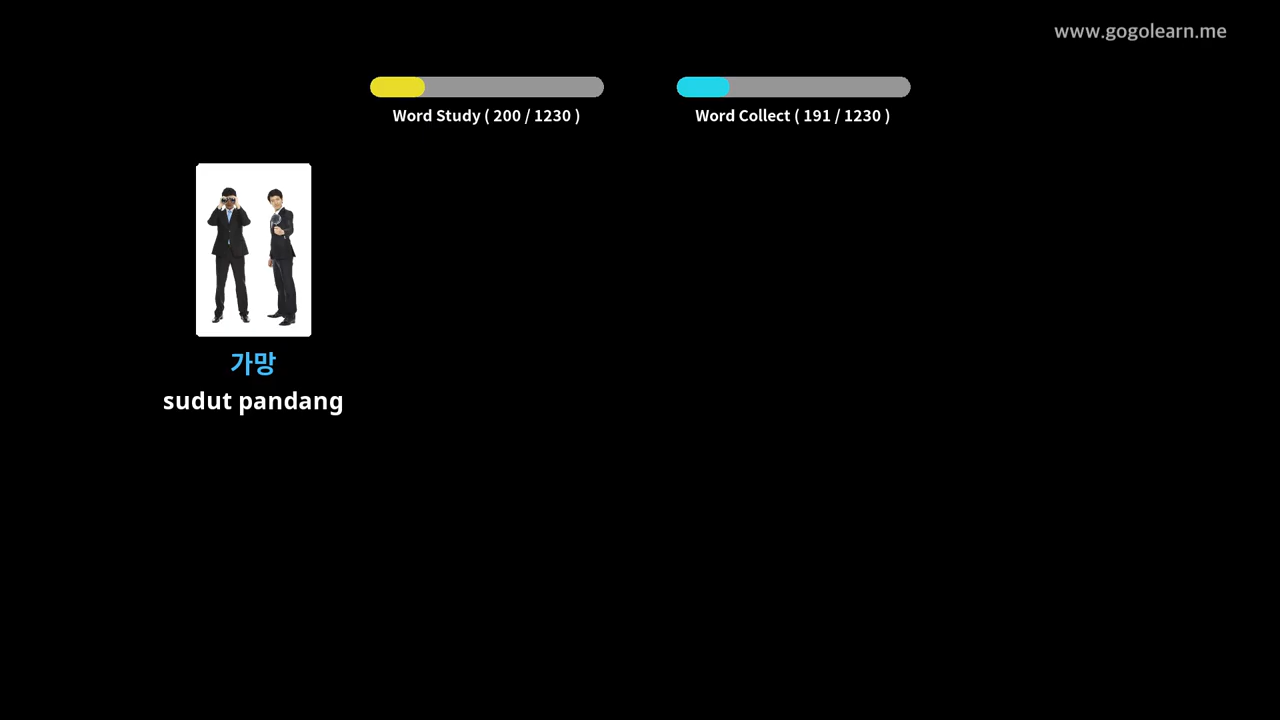 www.gogolearn.me
Word Study ( 200 / 1230 )
Word Collect ( 191 / 1230 )
가망
sudut pandang